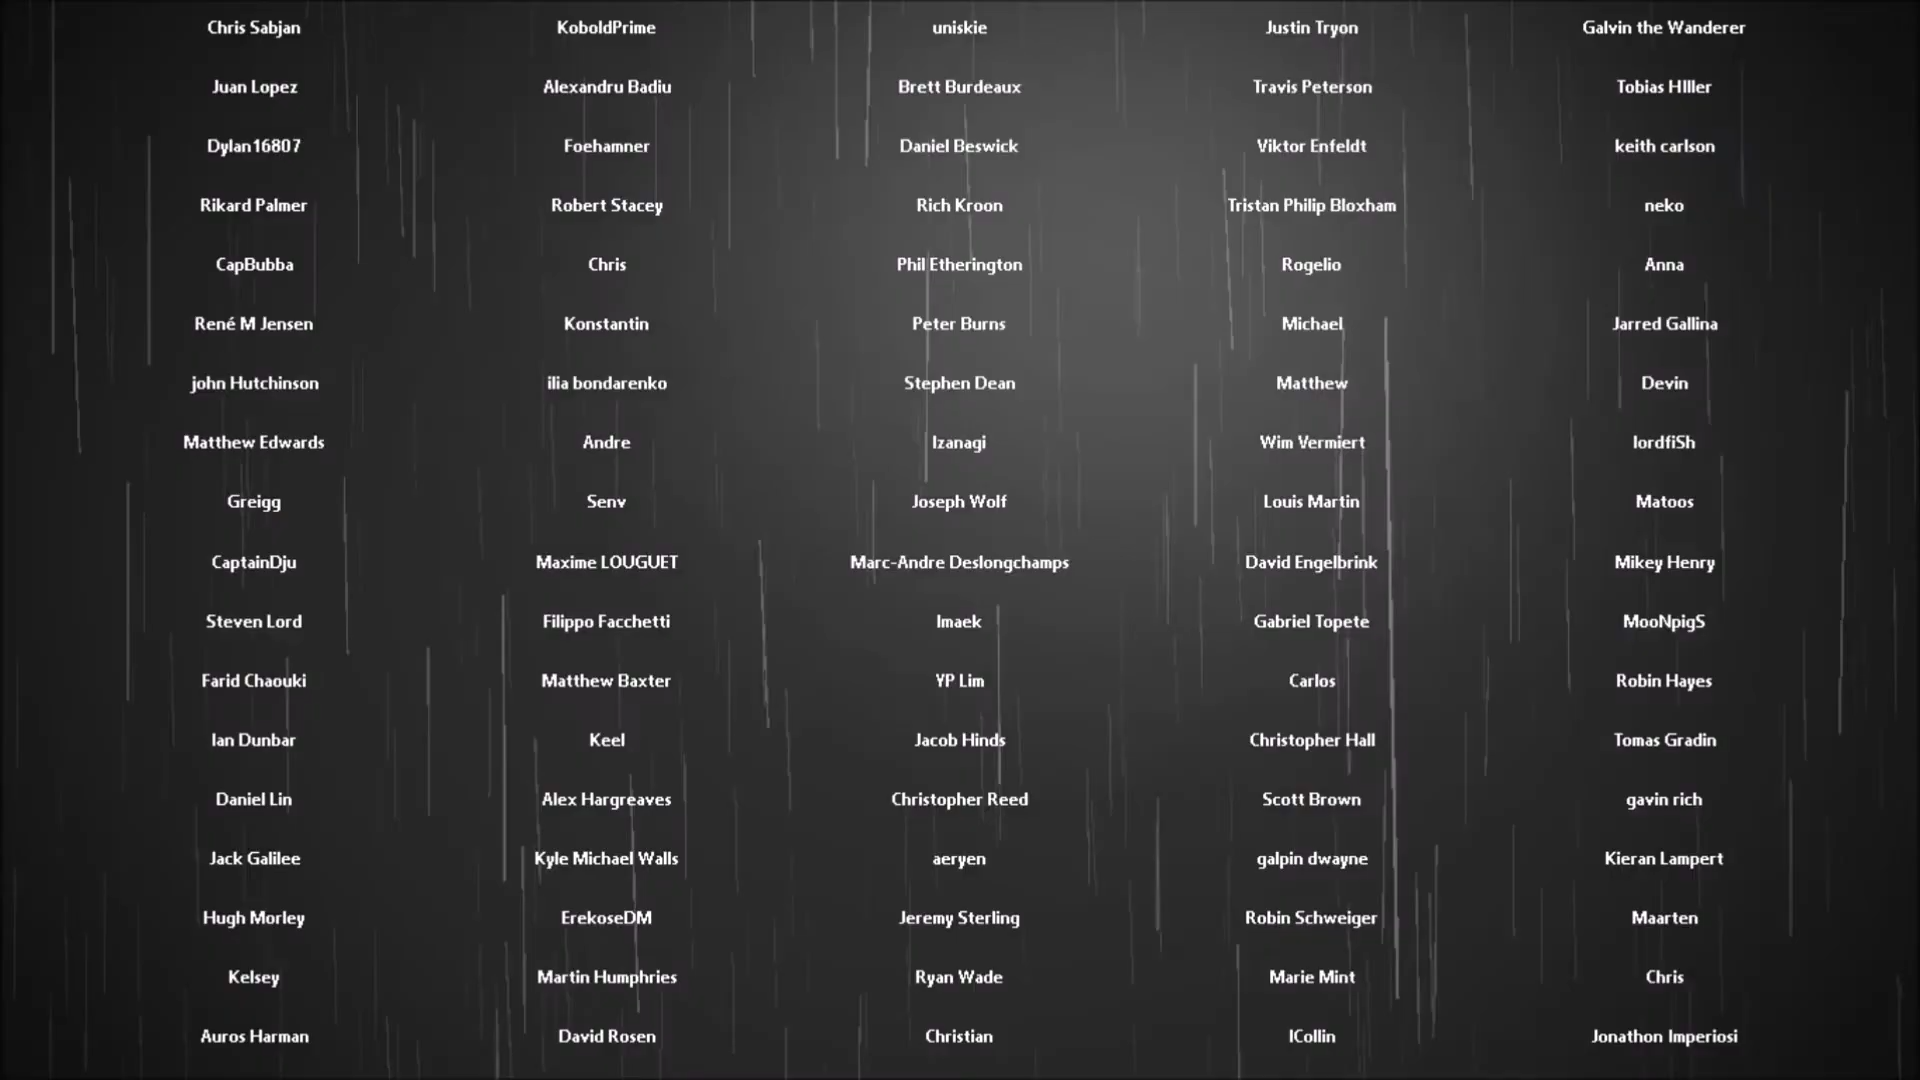 Chris Sabjan KoboldPrime uniskie Justin Tryon Galvin the Wanderer
Juan Lopez Alexandru Badiu Brett Burdeaux Travis Peterson Tobias HIller
Dylan16807 Foehamner Daniel Beswick Viktor Enfeldt keith carlson
Rikard Palmer Robert Stacey Rich Kroon Tristan Philip Bloxham neko
CapBubba Chris Phil Etherington Rogelio Anna
René M Jensen Konstantin Peter Burns Michael Jarred Gallina
john Hutchinson ilia bondarenko Stephen Dean Matthew Devin
Matthew Edwards Andre Izanagi Wim Vermiert lordfiSh
Greigg Senv Joseph Wolf Louis Martin Matoos
CaptainDju Maxime LOUGUET Marc-Andre Deslongchamps David Engelbrink Mikey Henry
Steven Lord Filippo Facchetti lmaek Gabriel Topete MooNpigS
Farid Chaouki Matthew Baxter YP Lim Carlos Robin Hayes
Ian Dunbar Keel Jacob Hinds Christopher Hall Tomas Gradin
Daniel Lin Alex Hargreaves Christopher Reed Scott Brown gavin rich
Jack Galilee Kyle Michael Walls aeryen galpin dwayne Kieran Lampert
Hugh Morley ErekoseDM Jeremy Sterling Robin Schweiger Maarten
Kelsey Martin Humphries Ryan Wade Marie Mint Chris
Auros Harman David Rosen Christian ICollin Jonathon Imperiosi